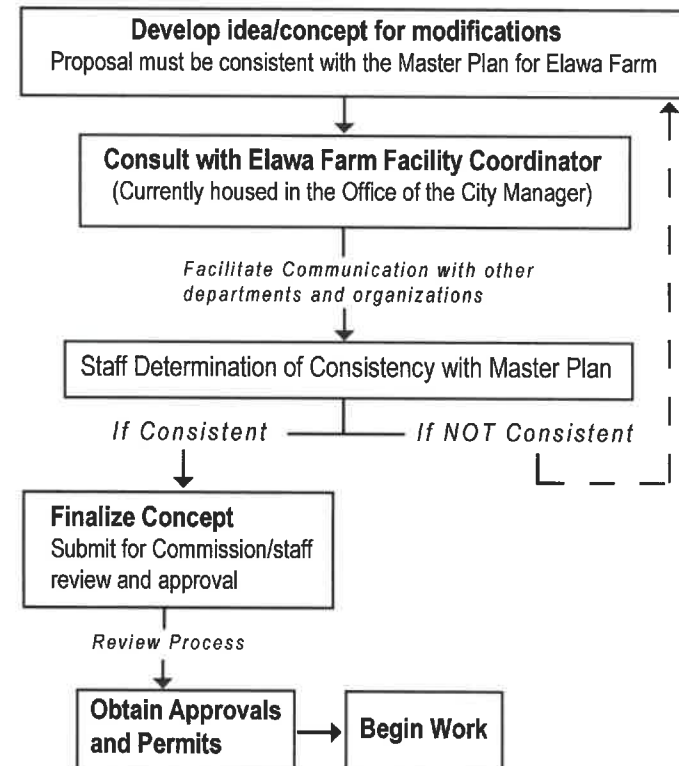 Develop idea/concept for modifications
Proposal must be consistent with the Master Plan for Elawa Farm
Consult with Elawa Farm Facility Coordinator
(Currently housed in the Office of the City Manager)
Facilitate Communication with other
departments and organizations
Staff Determination of Consistency with Master Plan
If Consistent
If NOT Consistent
Finalize Concept
Submit for Commission/staff
review and approval
Review Process
Obtain Approvals
and Permits
Begin Work